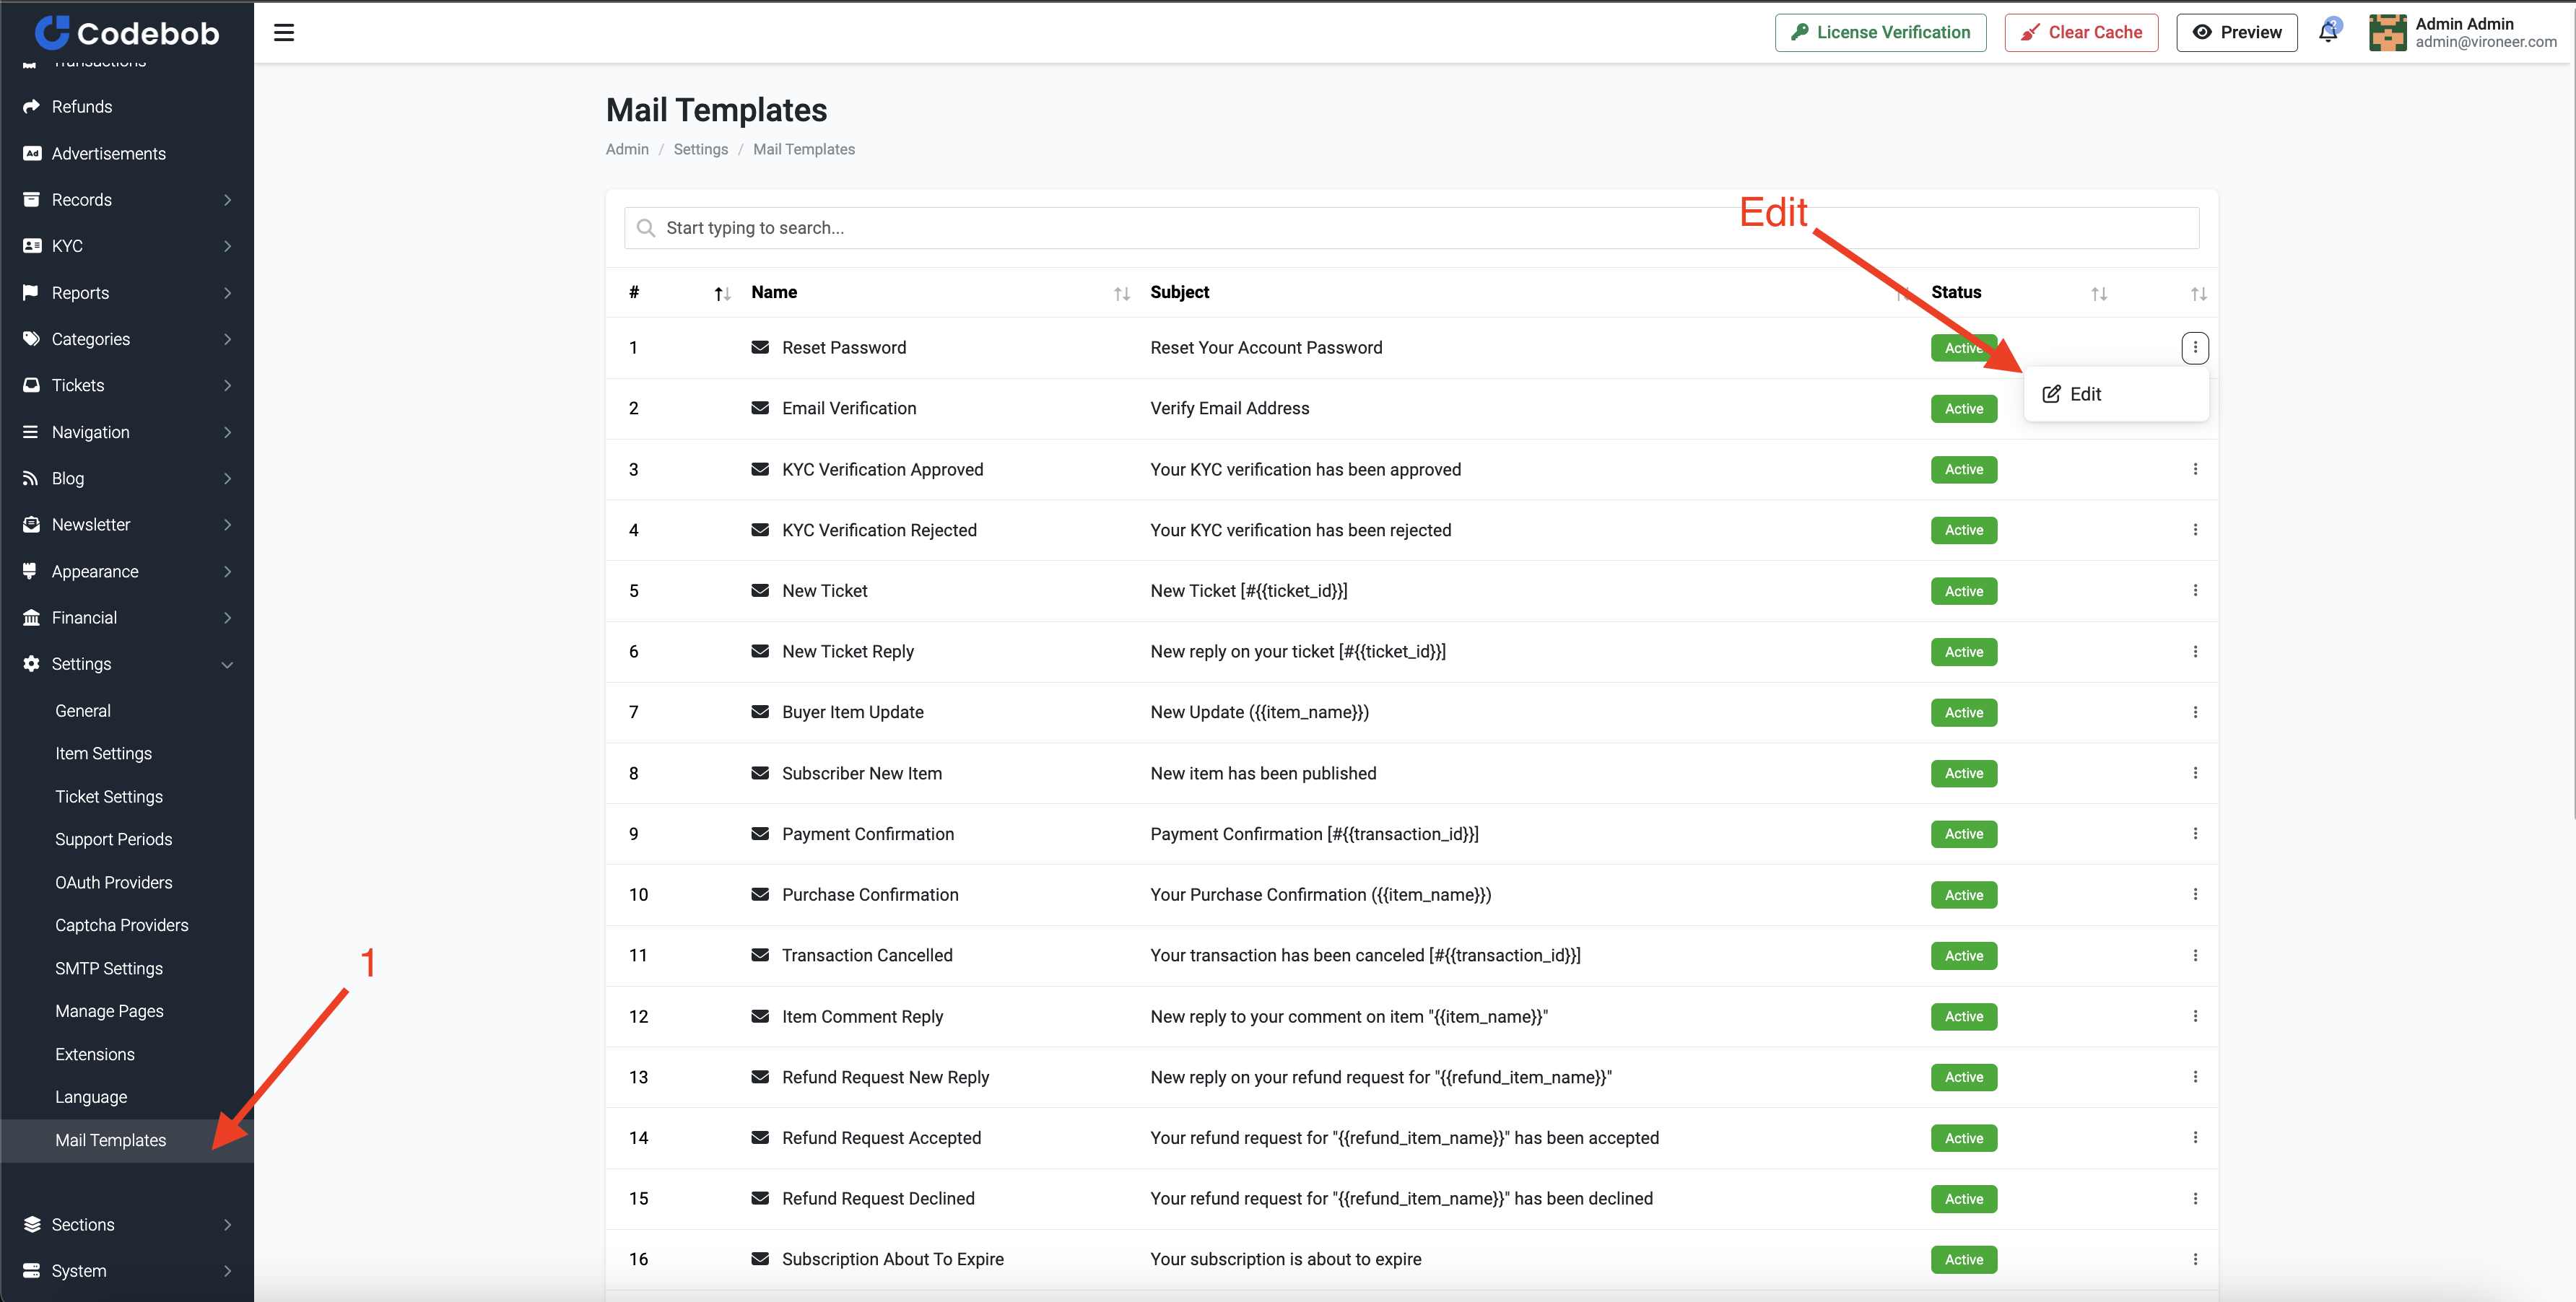 Codebob
License Verification
Clear Cache
Preview
Admin Admin
admin@vironeer.com
Transactions
Refunds
Advertisements
Records
KYC
Reports
Categories
Tickets
Navigation
Blog
Newsletter
Appearance
Financial
Settings
General
Item Settings
Ticket Settings
Support Periods
OAuth Providers
Captcha Providers
SMTP Settings
Manage Pages
Extensions
Language
Mail Templates
Sections
System
1
Mail Templates
Admin / Settings / Mail Templates
Edit
Start typing to search...
# Name Subject Status
1 Reset Password Reset Your Account Password Active
Edit
2 Email Verification Verify Email Address Active
3 KYC Verification Approved Your KYC verification has been approved Active
4 KYC Verification Rejected Your KYC verification has been rejected Active
5 New Ticket New Ticket [#{{ticket_id}}] Active
6 New Ticket Reply New reply on your ticket [#{{ticket_id}}] Active
7 Buyer Item Update New Update ({{item_name}}) Active
8 Subscriber New Item New item has been published Active
9 Payment Confirmation Payment Confirmation [#{{transaction_id}}] Active
10 Purchase Confirmation Your Purchase Confirmation ({{item_name}}) Active
11 Transaction Cancelled Your transaction has been canceled [#{{transaction_id}}] Active
12 Item Comment Reply New reply to your comment on item "{{item_name}}" Active
13 Refund Request New Reply New reply on your refund request for "{{refund_item_name}}" Active
14 Refund Request Accepted Your refund request for "{{refund_item_name}}" has been accepted Active
15 Refund Request Declined Your refund request for "{{refund_item_name}}" has been declined Active
16 Subscription About To Expire Your subscription is about to expire Active